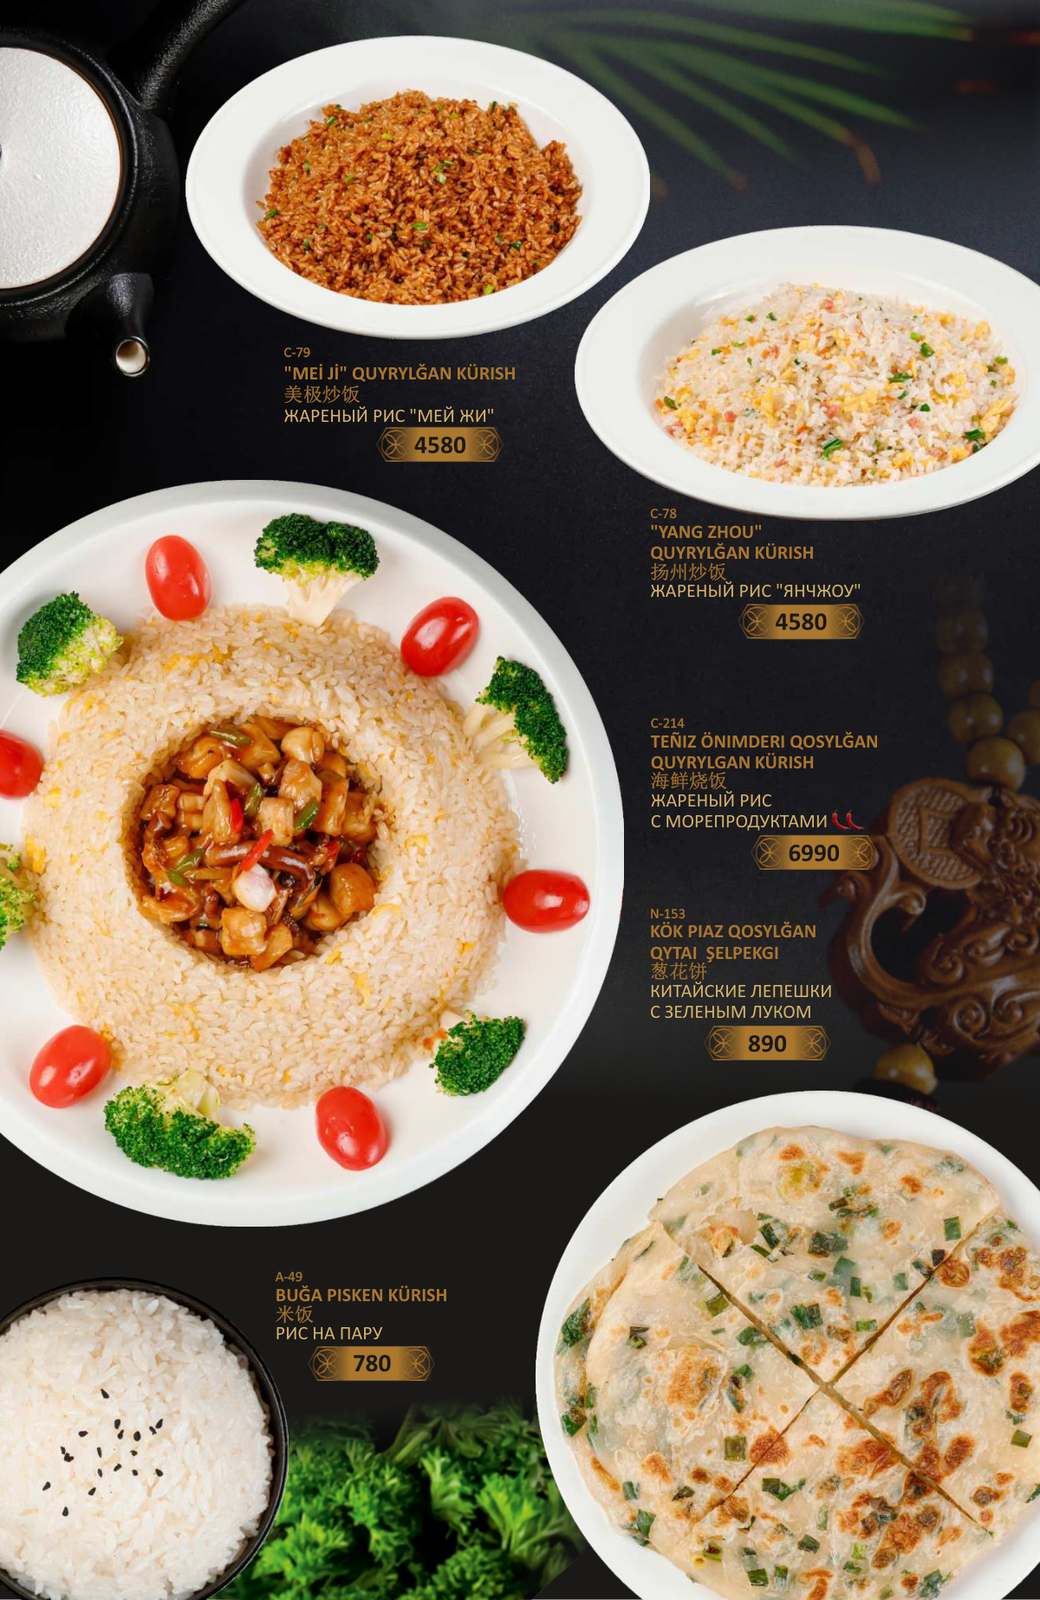 C-79
"MEİ Jİ" QUYRYLĞAN KÜRISH
美极炒饭
ЖАРЕНЫЙ РИС "МЕЙ ЖИ"
4580
C-78
"YANG ZHOU"
QUYRYLĞAN KÜRISH
扬州炒饭
ЖАРЕНЫЙ РИС "ЯНЧЖОУ"
4580
C-214
TEÑIZ ÖNIMDERI QOSYLĞAN
QUYRYLGAN KÜRISH
海鲜烧饭
ЖАРЕНЫЙ РИС
С МОРЕПРОДУКТАМИ
6990
N-153
KÖK PIAZ QOSYLĞAN
QYTAI ŞELPEKGI
葱花饼
КИТАЙСКИЕ ЛЕПЕШКИ
С ЗЕЛЕНЫМ ЛУКОМ
890
A-49
BUĞA PISKEN KÜRISH
米饭
РИС НА ПАРУ
780